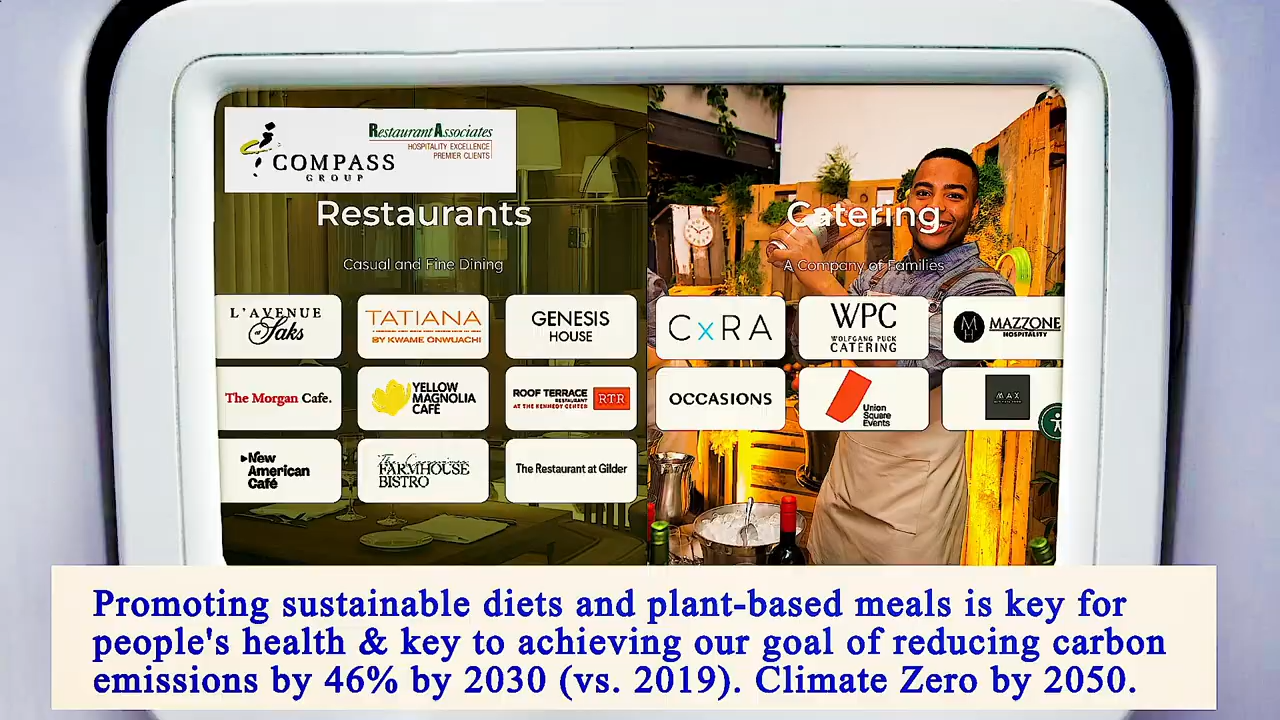 COMPASS
GROUP
Restaurant Associates
HOSPITALITY EXCELLENCE
PREMIER CLIENTS
Restaurants
Casual and Fine Dining
L'AVENUE
Saks
TATIANA
BY KWAME ONWUACHI
GENESIS
HOUSE
The Morgan Cafe.
YELLOW
MAGNOLIA
CAFÉ
ROOF TERRACE
RESTAURANT
AT THE KENNEDY CENTER
RTR
New
American
Café
FARMHOUSE
BISTRO
The Restaurant at Gilder
Catering
A Company of Families
CxRA
WPC
WOLFGANG PUCK
CATERING
MH
MAZZONE
HOSPITALITY
OCCASIONS
Union
Square
Events
MAX
Promoting sustainable diets and plant-based meals is key for
people's health & key to achieving our goal of reducing carbon
emissions by 46% by 2030 (vs. 2019). Climate Zero by 2050.